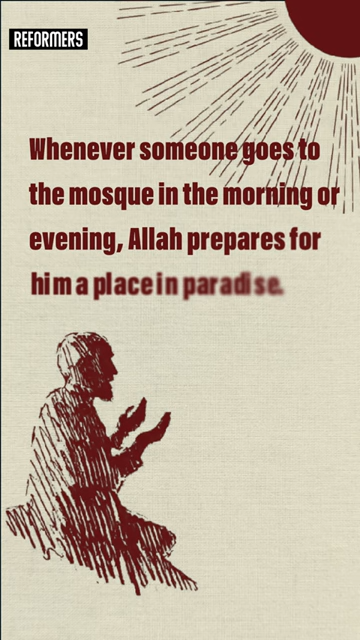 REFORMERS
Whenever someone goes to
the mosque in the morning or
evening, Allah prepares for
him a place in paradise.